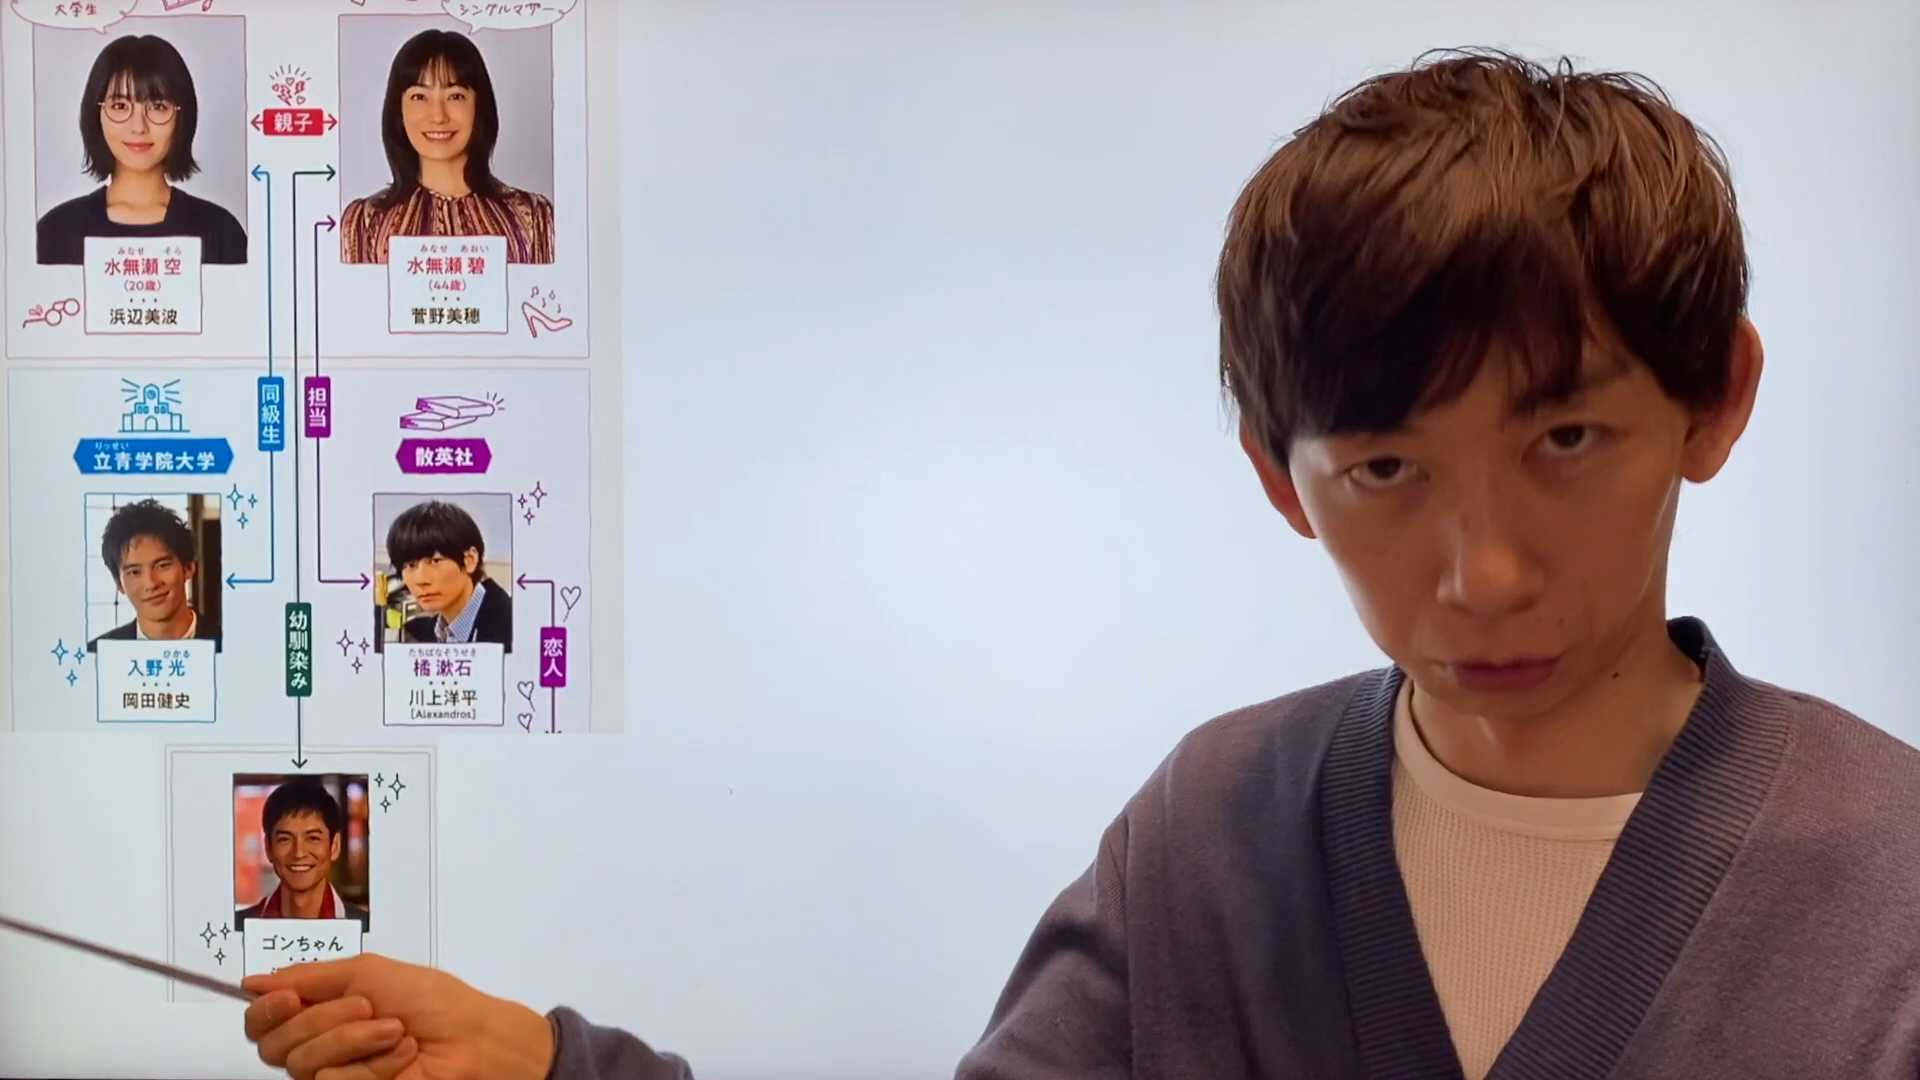 大学生
シングルマザー
親子
みなせ そら
水無瀬 空
(20歳)
浜辺美波
みなせ あおい
水無瀬 碧
(44歳)
菅野美穂
同級生
担当
りっせい
立青学院大学
散英社
幼馴染み
恋人
ひかる
入野 光
岡田健史
たちばなそうせき
橘 漱石
川上洋平
[Alexandros]
ゴンちゃん